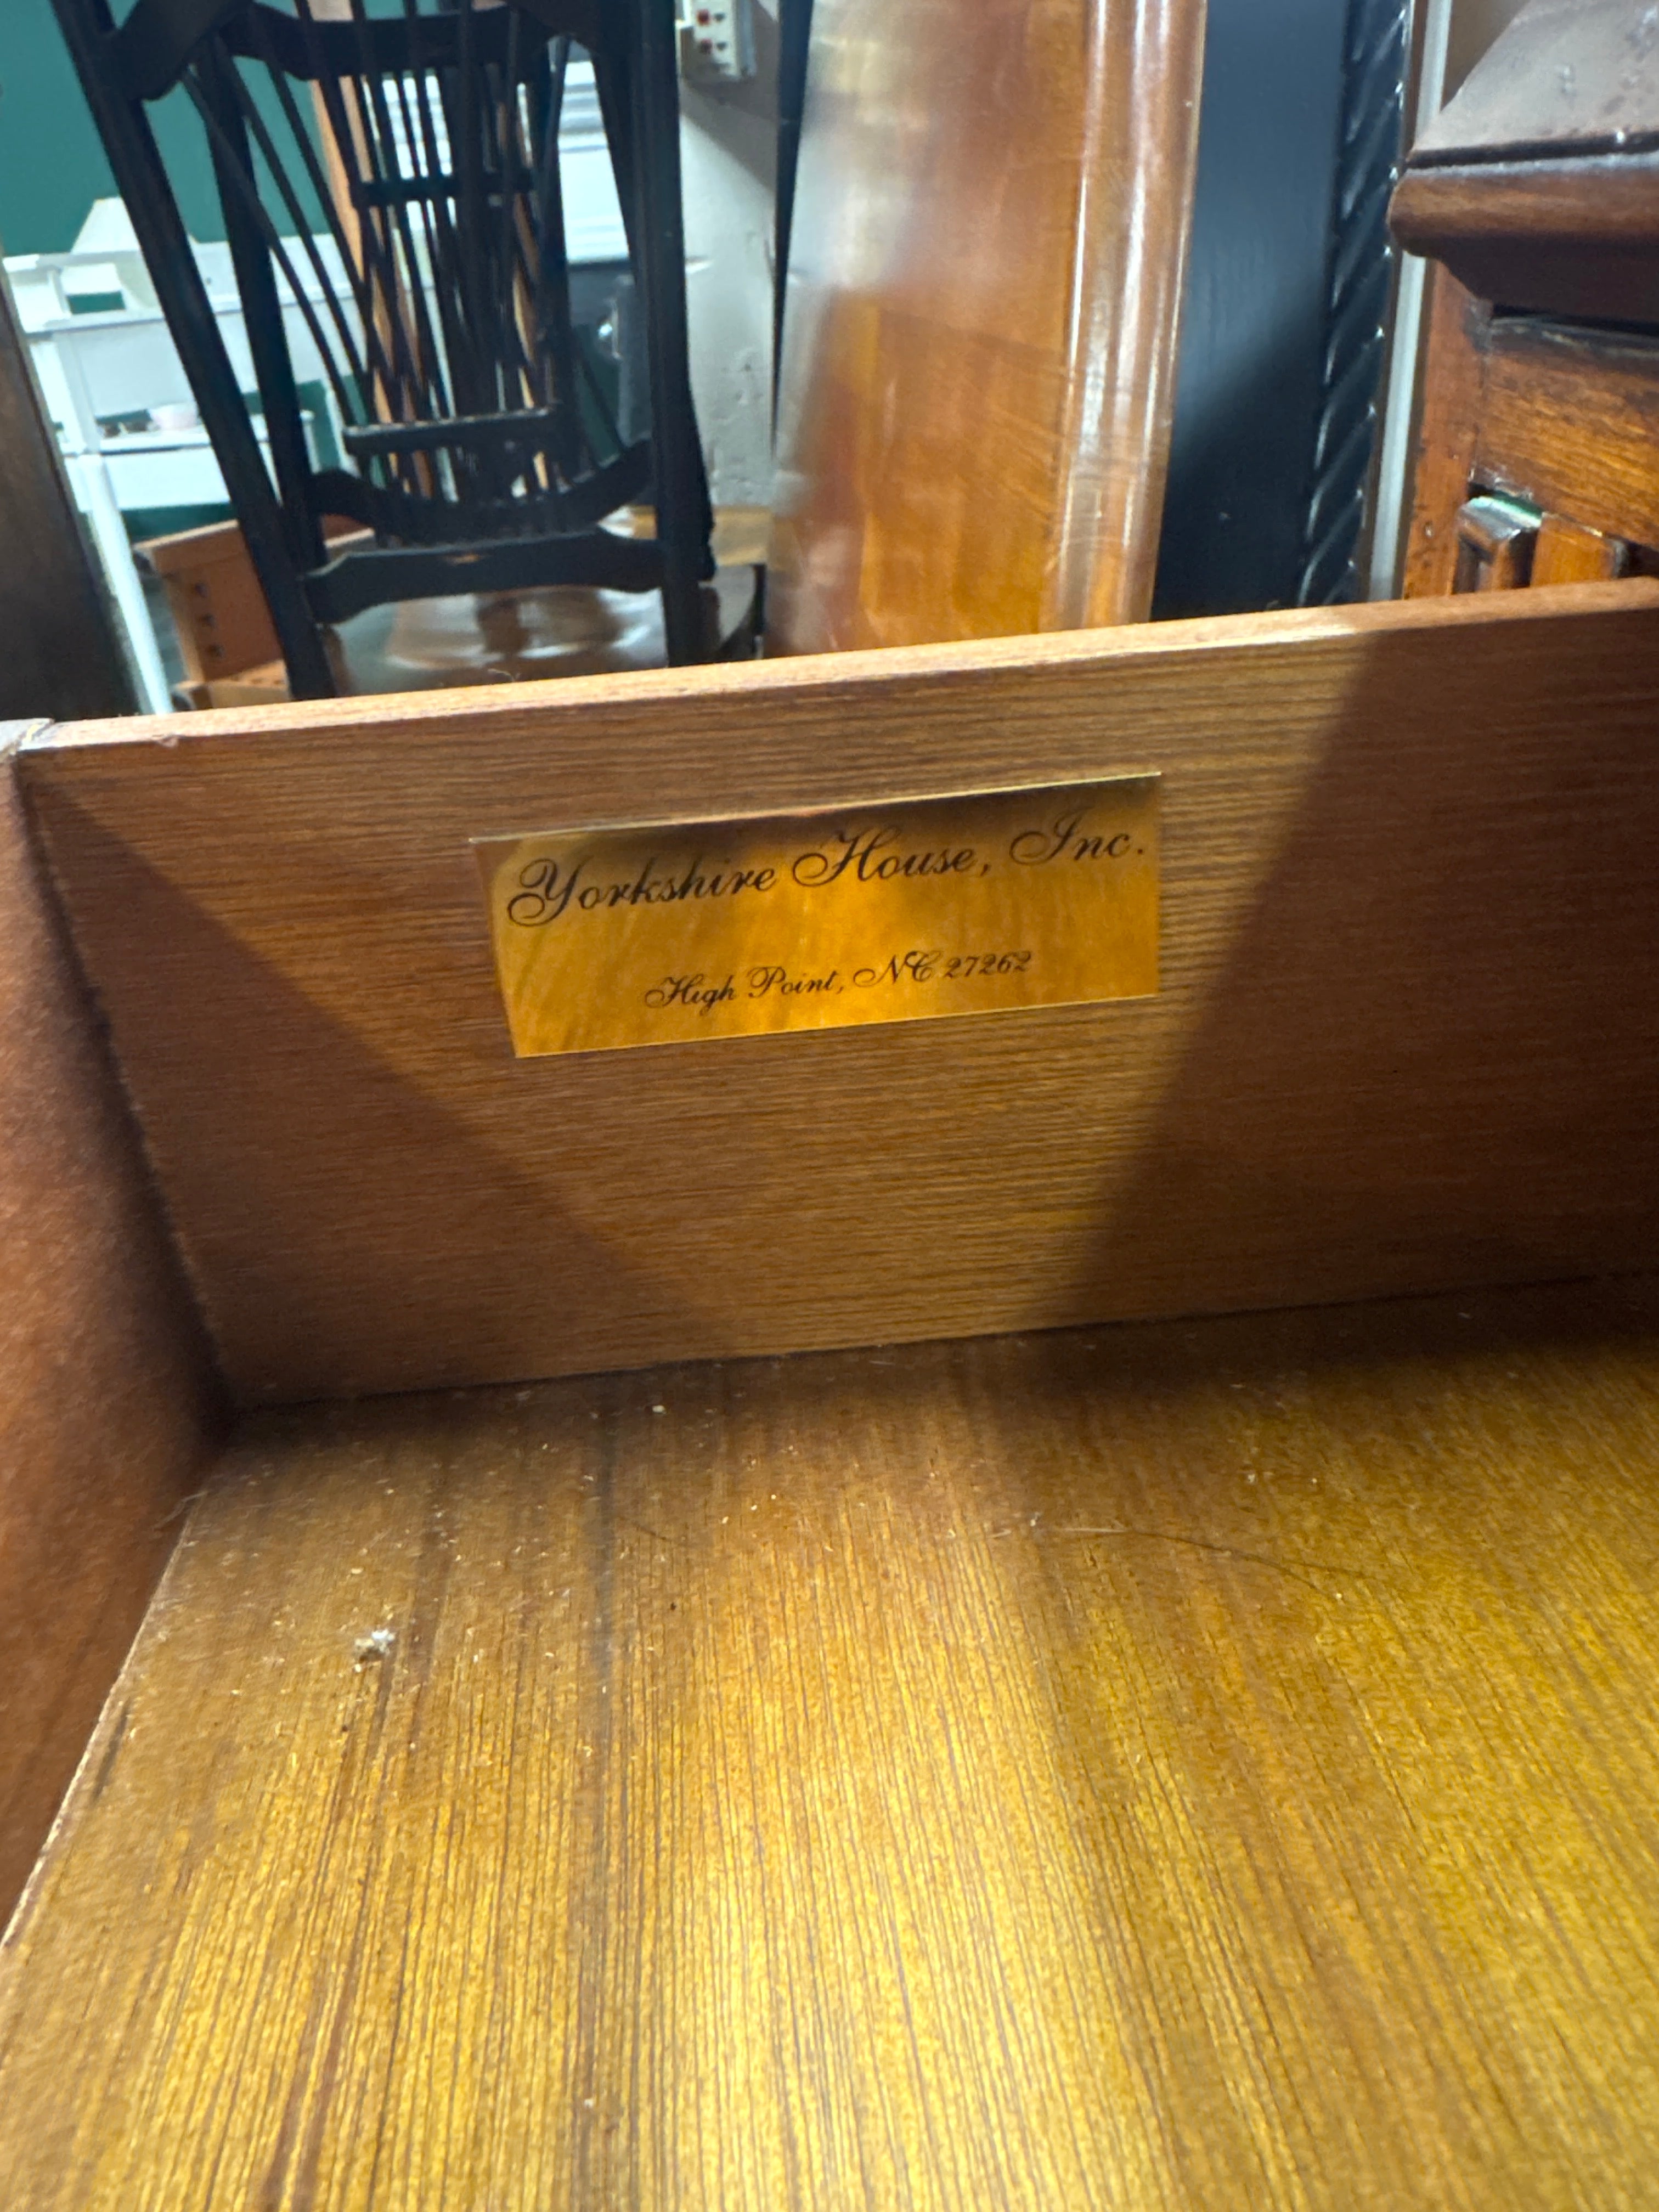 Yorkshire House, Inc.
High Point, NC 27262